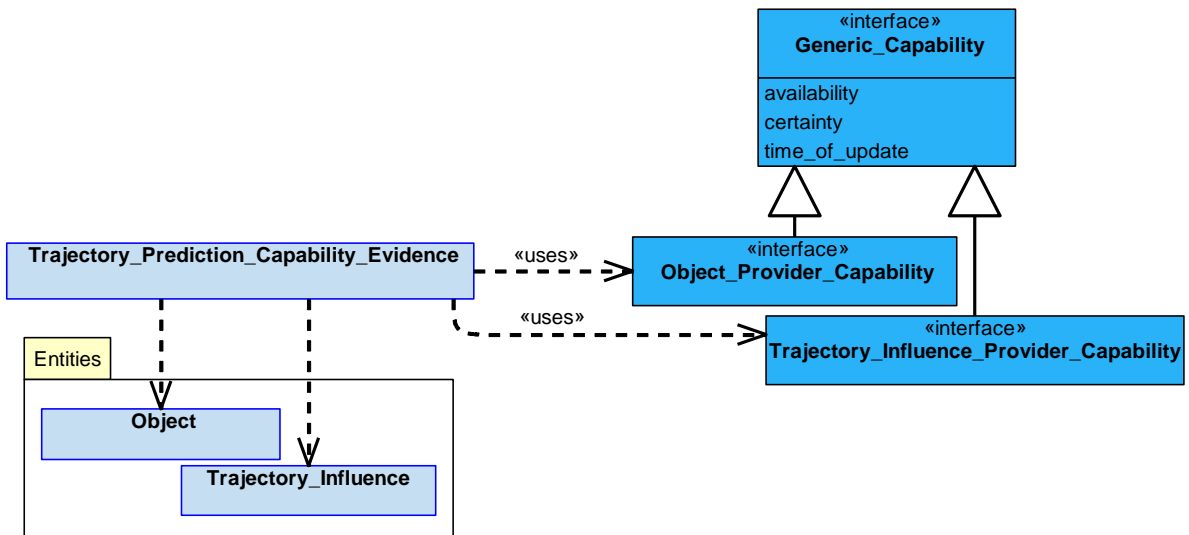 «interface»
Generic_Capability
availability
certainty
time_of_update
Trajectory_Prediction_Capability_Evidence
«uses»
«interface»
Object_Provider_Capability
«uses»
«interface»
Trajectory_Influence_Provider_Capability
Entities
Object
Trajectory_Influence